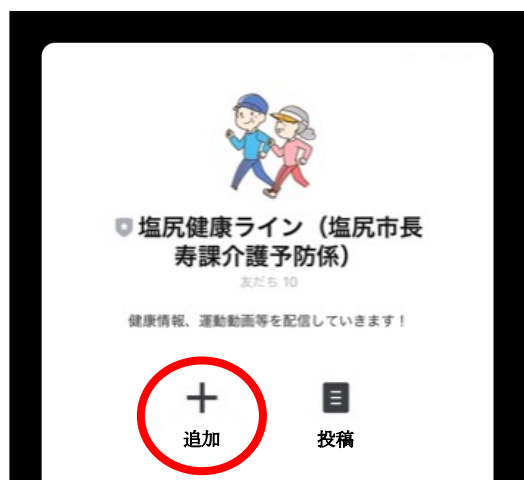 塩尻健康ライン（塩尻市長
寿課介護予防係）
友だち 10
健康情報、運動動画等を配信していきます！
追加
投稿